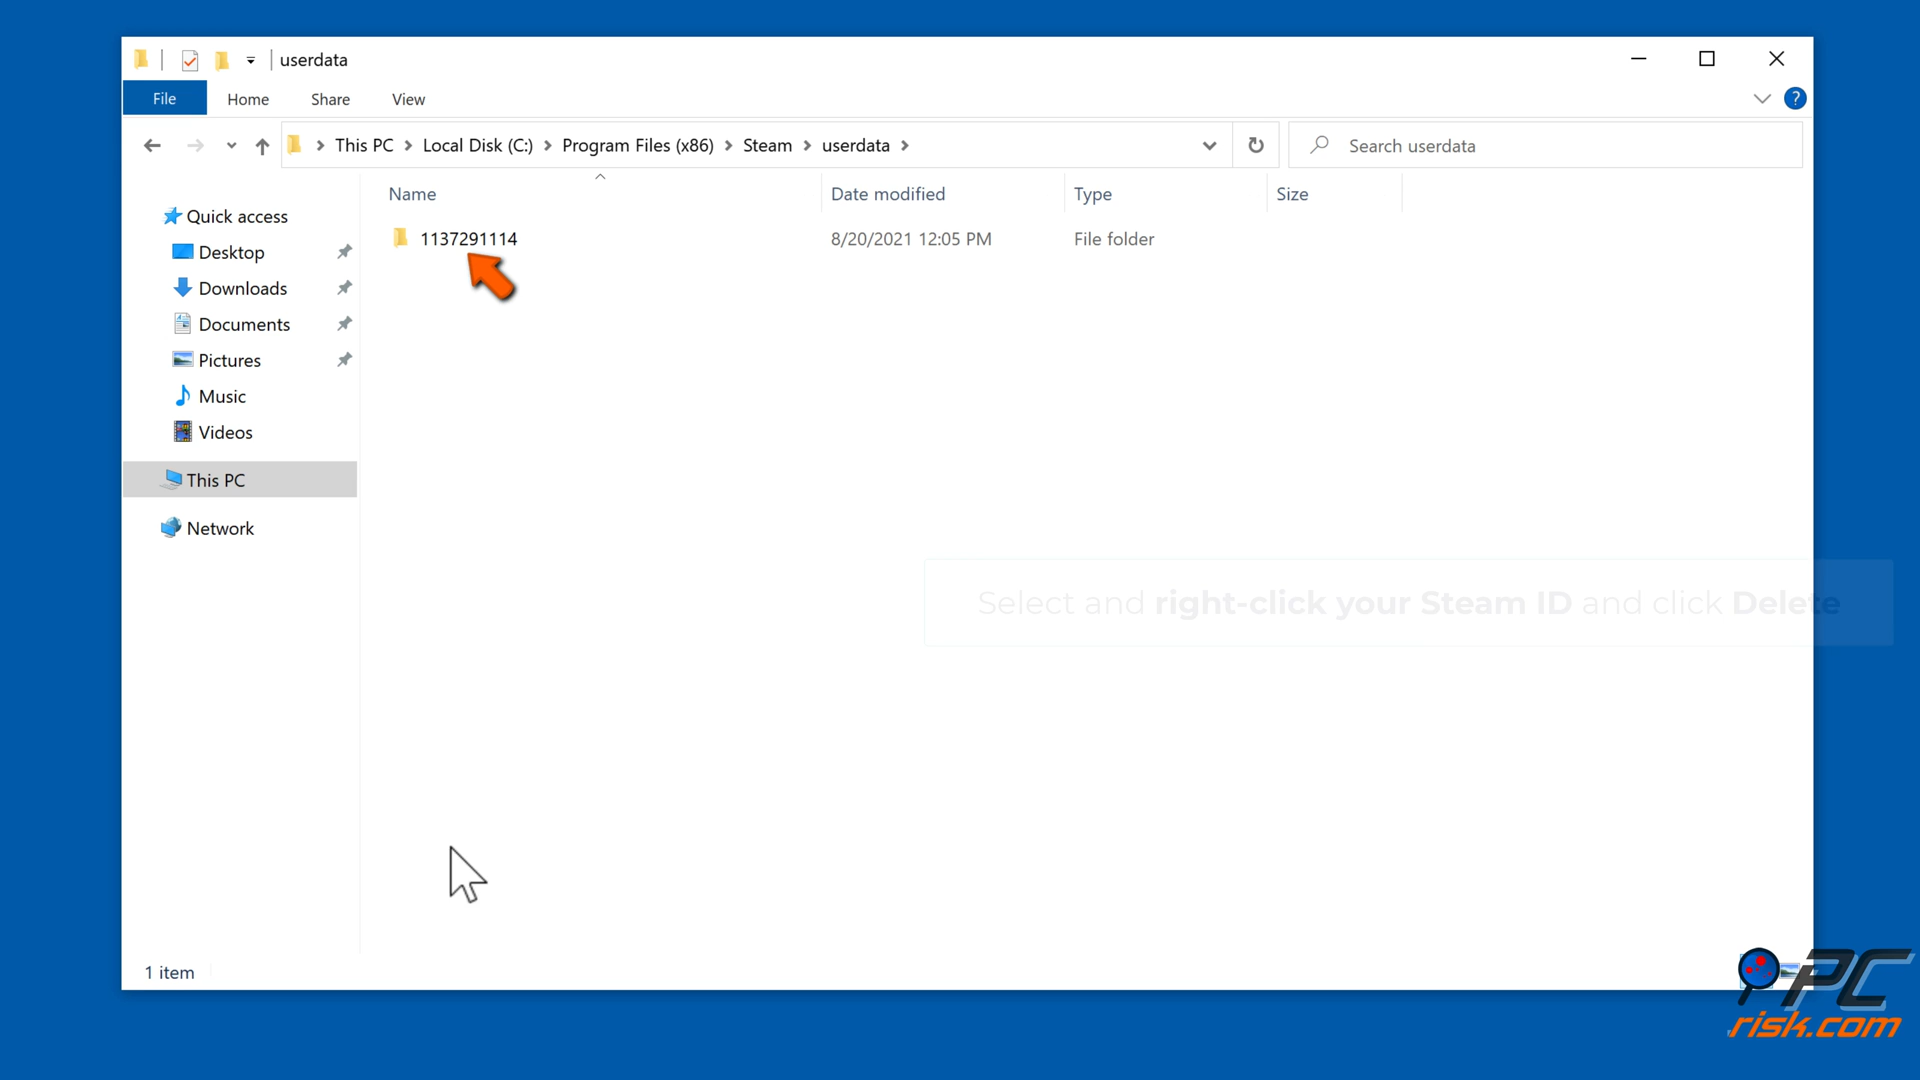 userdata
File Home Share View
?
This PC Local Disk (C:) Program Files (x86) Steam userdata
Search userdata
Name Date modified Type Size
1137291114 8/20/2021 12:05 PM File folder
Quick access
Desktop
Downloads
Documents
Pictures
Music
Videos
This PC
Network
Select and right-click your Steam ID and click Delete
1 item
PC
risk.com